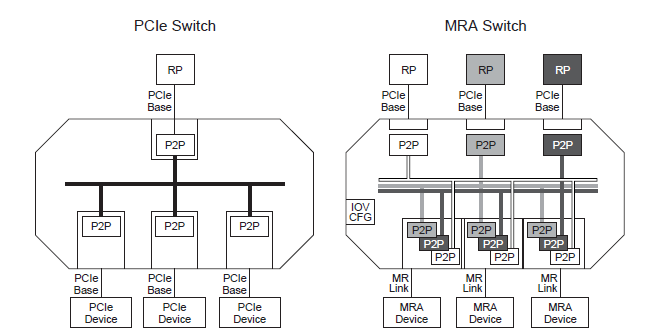 PCIe Switch
MRA Switch
RP
RP
RP
RP
PCIe
Base
PCIe
Base
PCIe
Base
PCIe
Base
P2P
P2P
P2P
P2P
IOV
CFG
P2P
P2P
P2P
P2P
P2P
P2P
P2P
P2P
P2P
P2P
P2P
P2P
PCIe
Base
PCIe
Base
PCIe
Base
MR
Link
MR
Link
MR
Link
PCIe
Device
PCIe
Device
PCIe
Device
MRA
Device
MRA
Device
MRA
Device